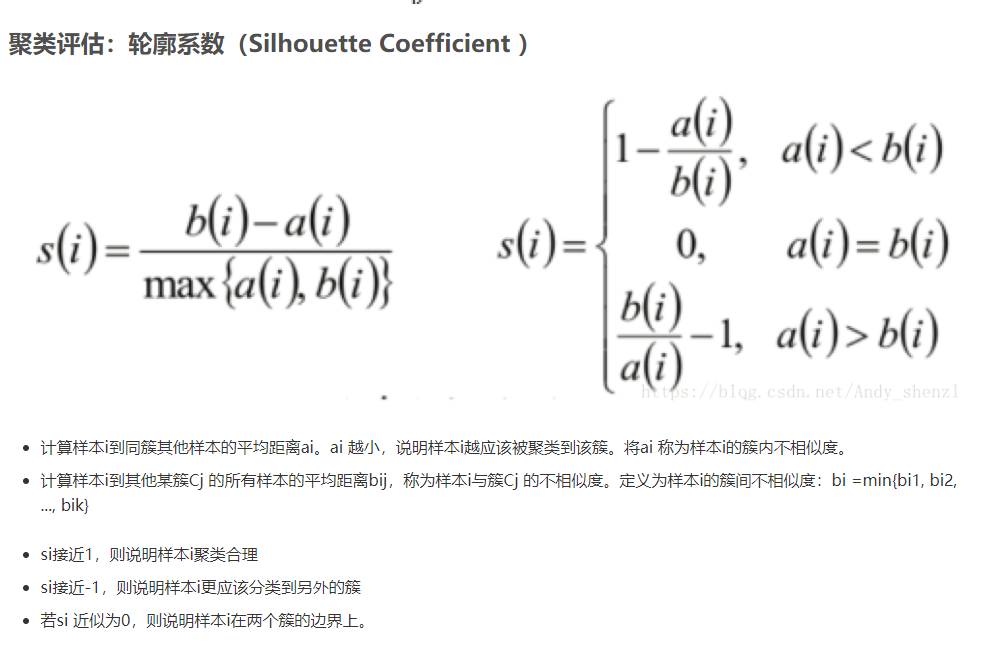 聚类评估：轮廓系数（Silhouette Coefficient ）
s(i)=\frac{b(i)-a(i)}{\max\{a(i),b(i)\}}
s(i)=\begin{cases}1-\frac{a(i)}{b(i)}, & a(i)<b(i)\\0, & a(i)=b(i)\\\frac{b(i)}{a(i)}-1, & a(i)>b(i)\end{cases}
https://blog.csdn.net/Andy_shenzl
计算样本i到同簇其他样本的平均距离ai。ai 越小，说明样本i越应该被聚类到该簇。将ai 称为样本i的簇内不相似度。
计算样本i到其他某簇Cj 的所有样本的平均距离bij，称为样本i与簇Cj 的不相似度。定义为样本i的簇间不相似度：bi =min{bi1, bi2,
..., bik}
si接近1，则说明样本i聚类合理
si接近-1，则说明样本i更应该分类到另外的簇
若si 近似为0，则说明样本i在两个簇的边界上。